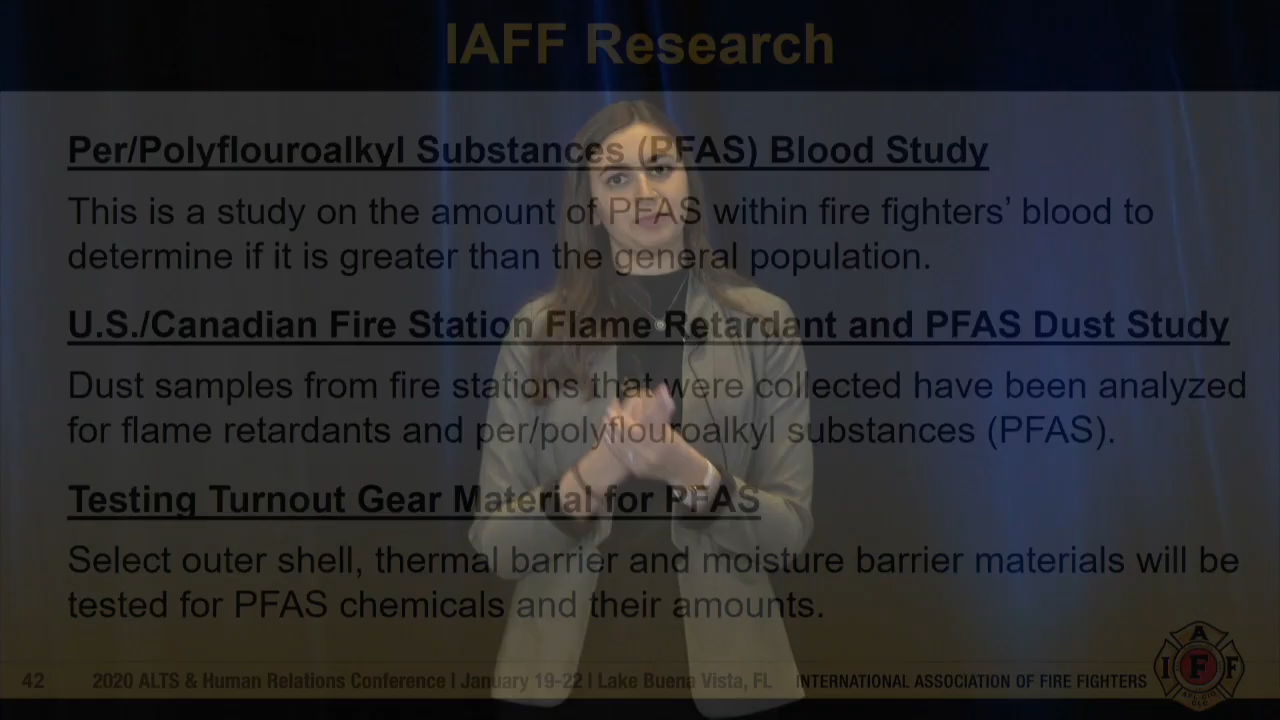 IAFF Research
Per/Polyflouroalkyl Substances (PFAS) Blood Study
This is a study on the amount of PFAS within fire fighters’ blood to
determine if it is greater than the general population.
U.S./Canadian Fire Station Flame Retardant and PFAS Dust Study
Dust samples from fire stations that were collected have been analyzed
for flame retardants and per/polyflouroalkyl substances (PFAS).
Testing Turnout Gear Material for PFAS
Select outer shell, thermal barrier and moisture barrier materials will be
tested for PFAS chemicals and their amounts.
42 2020 ALTS & Human Relations Conference | January 19-22 | Lake Buena Vista, FL INTERNATIONAL ASSOCIATION OF FIRE FIGHTERS
A
I F F
AFL-CIO
CLC